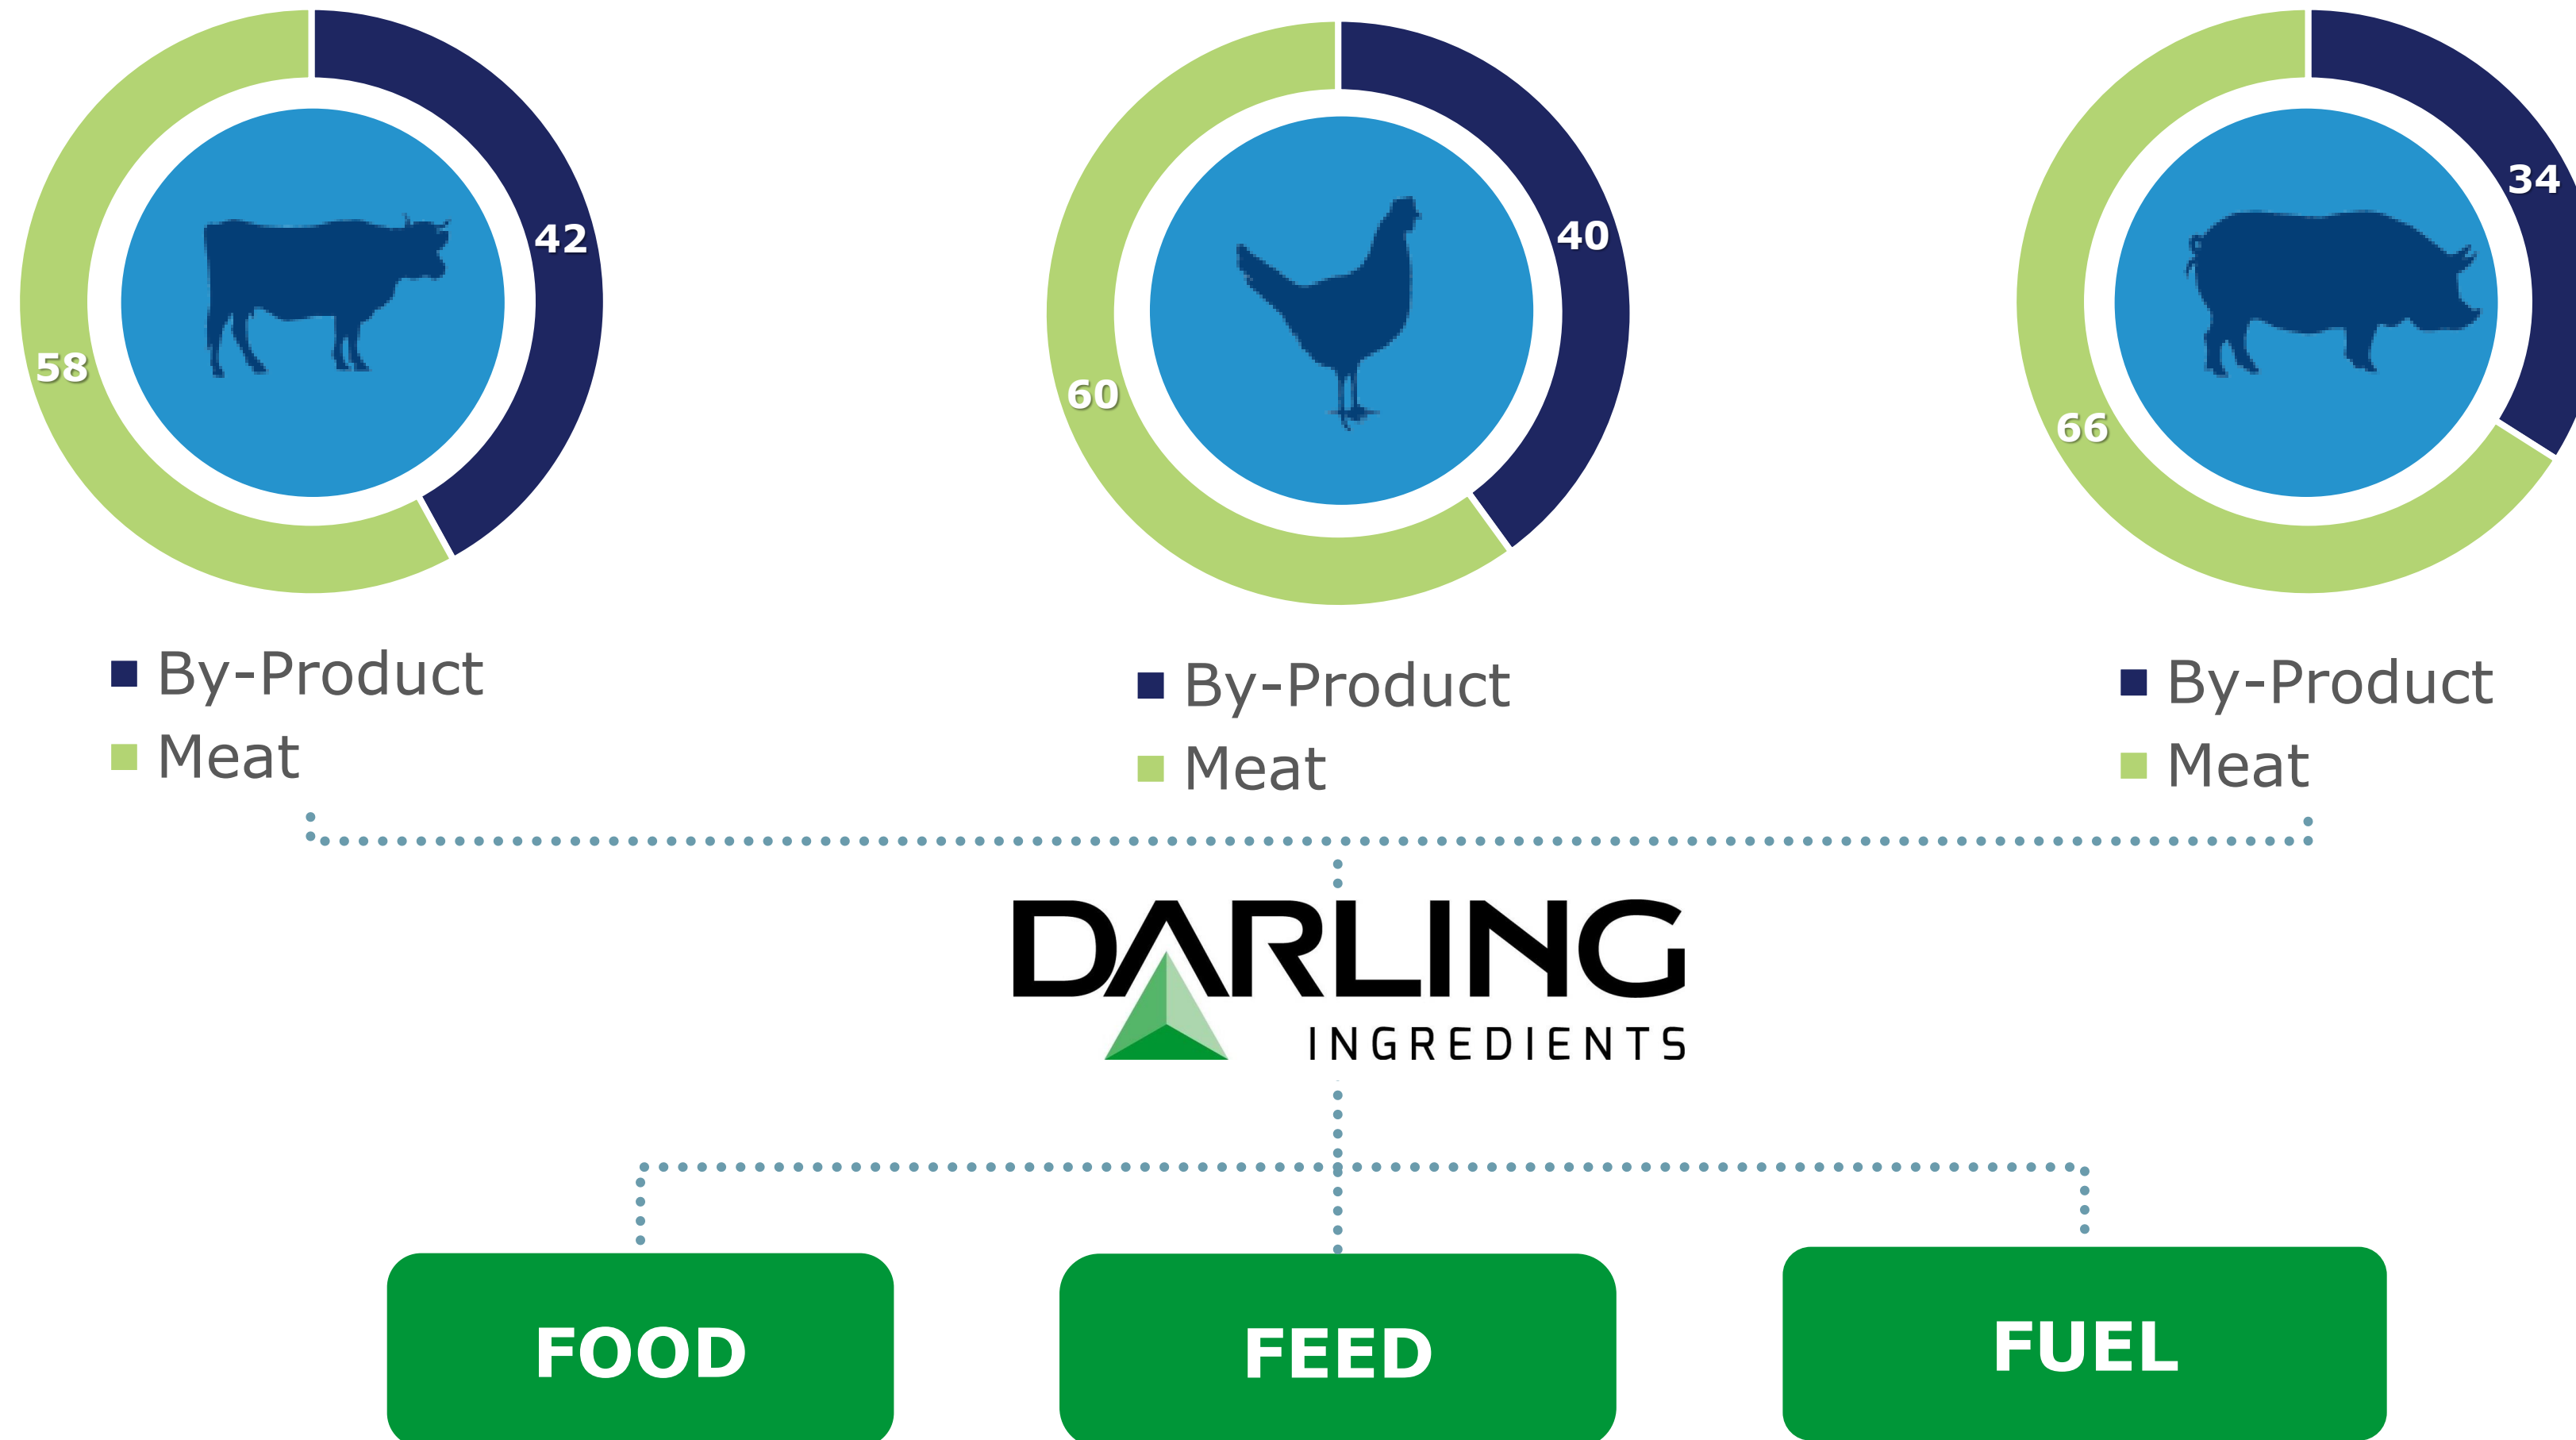 42
58
By-Product
Meat
40
60
By-Product
Meat
34
66
By-Product
Meat
DARLING
INGREDIENTS
FOOD
FEED
FUEL